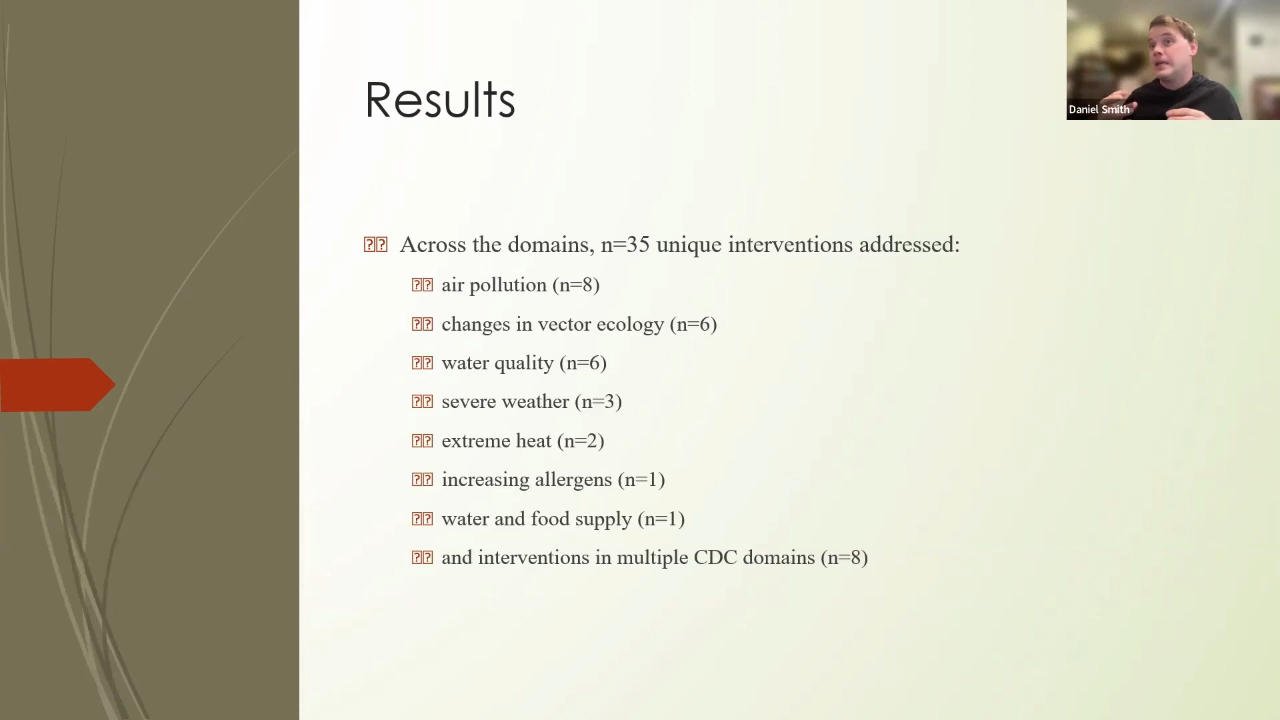 Results
Daniel Smith
Across the domains, n=35 unique interventions addressed:
air pollution (n=8)
changes in vector ecology (n=6)
water quality (n=6)
severe weather (n=3)
extreme heat (n=2)
increasing allergens (n=1)
water and food supply (n=1)
and interventions in multiple CDC domains (n=8)